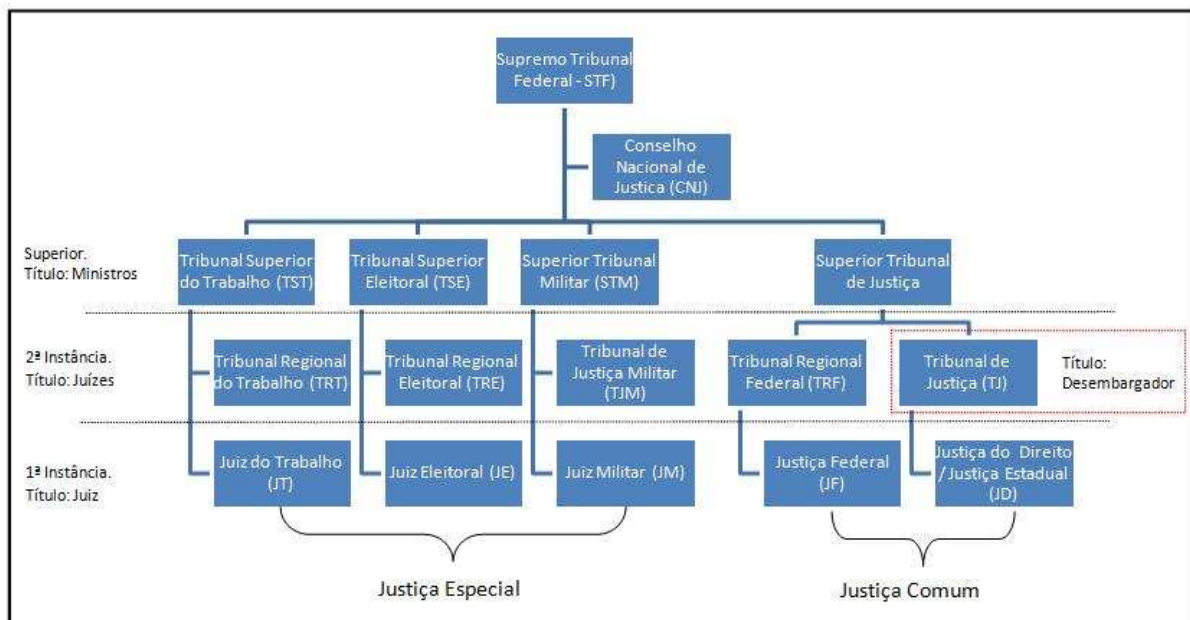 Supremo Tribunal
Federal - STF)
Conselho
Nacional de
Justica (CNJ)
Superior.
Título: Ministros
Tribunal Superior
do Trabalho (TST)
Tribunal Superior
Eleitoral (TSE)
Superior Tribunal
Militar (STM)
Superior Tribunal
de Justiça
2ª Instância.
Título: Juízes
Tribunal Regional
do Trabalho (TRT)
Tribunal Regional
Eleitoral (TRE)
Tribunal de
Justiça Militar
(TJM)
Tribunal Regional
Federal (TRF)
Tribunal de
Justiça (TJ)
Título:
Desembargador
1ª Instância.
Título: Juiz
Juiz do Trabalho
(JT)
Juiz Eleitoral (JE)
Juiz Militar (JM)
Justiça Federal
(JF)
Justiça do Direito
/ Justiça Estadual
(JD)
Justiça Especial
Justiça Comum